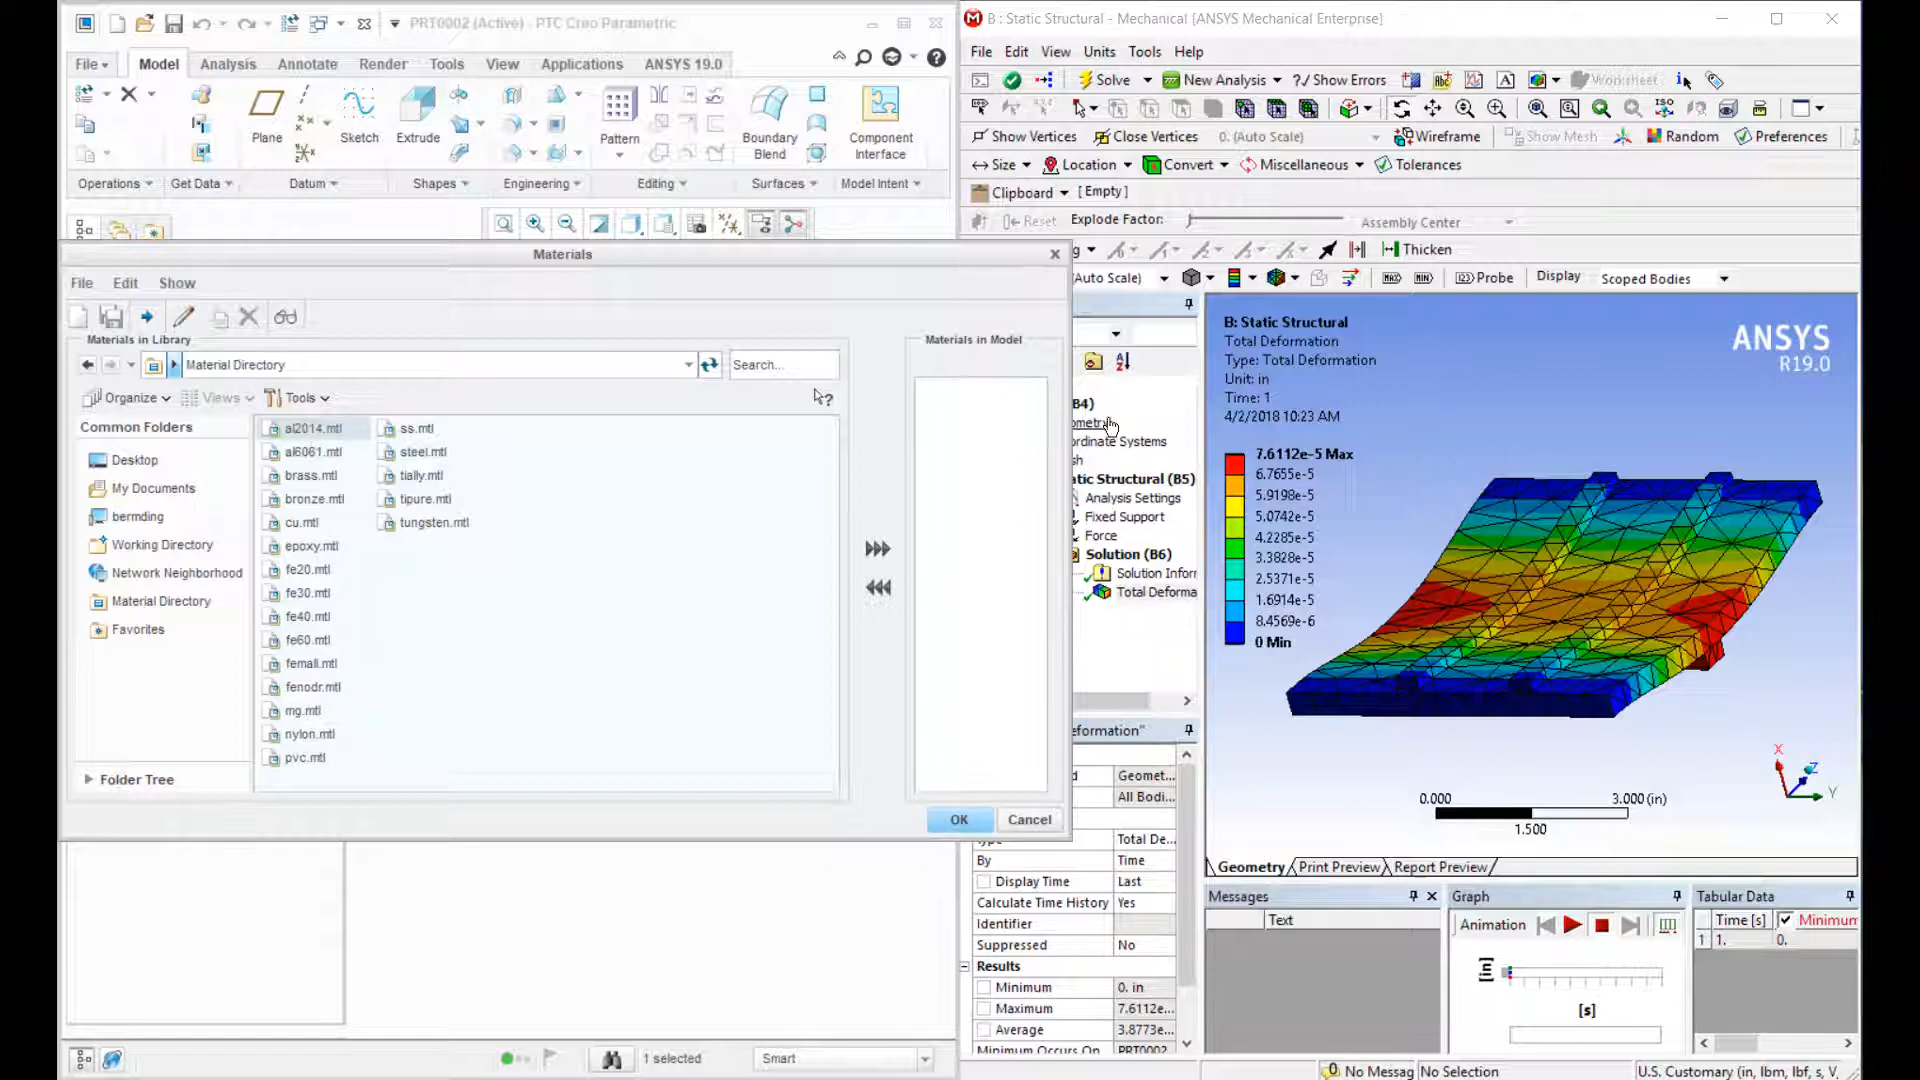 PRT0002 (Active) - PTC Creo Parametric
File
Model
Analysis
Annotate
Render
Tools
View
Applications
ANSYS 19.0
Plane
Sketch
Extrude
Pattern
Boundary
Blend
Component
Interface
Operations
Get Data
Datum
Shapes
Engineering
Editing
Surfaces
Model Intent
Materials
File
Edit
Show
Materials in Library
Material Directory
Search...
Organize
Views
Tools
Common Folders
Desktop
My Documents
bermding
Working Directory
Network Neighborhood
Material Directory
Favorites
Folder Tree
al2014.mtl
al6061.mtl
brass.mtl
bronze.mtl
cu.mtl
epoxy.mtl
fe20.mtl
fe30.mtl
fe40.mtl
fe60.mtl
femall.mtl
fenodr.mtl
mg.mtl
nylon.mtl
pvc.mtl
ss.mtl
steel.mtl
tially.mtl
tipure.mtl
tungsten.mtl
Materials in Model
OK
Cancel
1 selected
Smart
B : Static Structural - Mechanical [ANSYS Mechanical Enterprise]
File
Edit
View
Units
Tools
Help
Solve
New Analysis
?/ Show Errors
Worksheet
Show Vertices
Close Vertices
0. (Auto Scale)
Wireframe
Show Mesh
Random
Preferences
Size
Location
Convert
Miscellaneous
Tolerances
Clipboard
[ Empty ]
Reset
Explode Factor:
Assembly Center
g
Thicken
(Auto Scale)
MAX
MIN
Probe
Display
Scoped Bodies
B4)
ometry
ordinate Systems
sh
tic Structural (B5)
Analysis Settings
Fixed Support
Force
Solution (B6)
Solution Infor
Total Deforma
eformation"
d
Geomet...
All Bodi...
Type
Total De...
By
Time
Display Time
Last
Calculate Time History
Yes
Identifier
Suppressed
No
Results
Minimum
0. in
Maximum
7.6112e...
Average
3.8773e...
Minimum Occurs On
PRT0002
B: Static Structural
Total Deformation
Type: Total Deformation
Unit: in
Time: 1
4/2/2018 10:23 AM
7.6112e-5 Max
6.7655e-5
5.9198e-5
5.0742e-5
4.2285e-5
3.3828e-5
2.5371e-5
1.6914e-5
8.4569e-6
0 Min
ANSYS
R19.0
X
Z
Y
0.000
3.000 (in)
1.500
Geometry
Print Preview
Report Preview
Messages
Text
Graph
Animation
[s]
Tabular Data
Time [s]
Minimum
1
1.
0.
No Messag
No Selection
U.S. Customary (in, lbm, lbf, s, V,